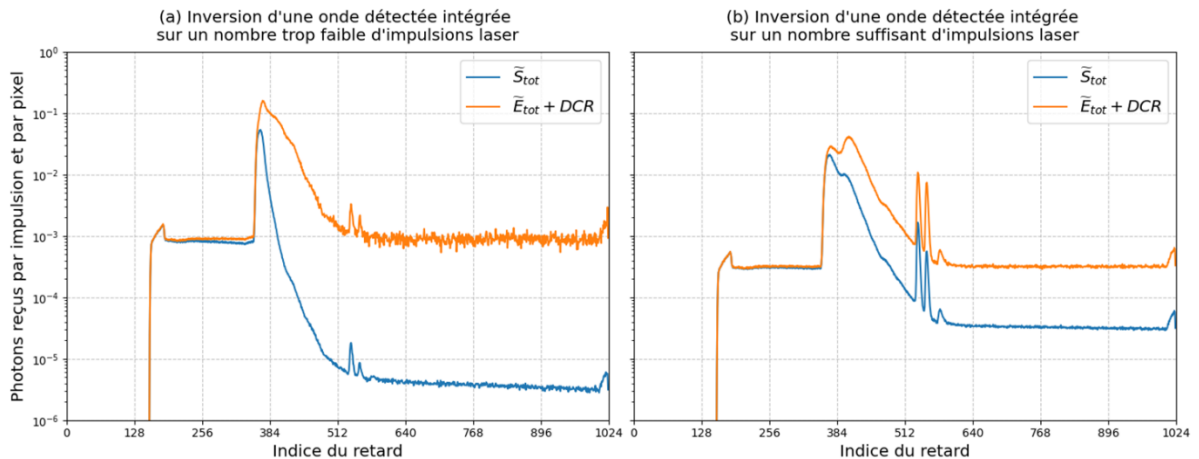 (a) Inversion d'une onde détectée intégrée
sur un nombre trop faible d'impulsions laser
(b) Inversion d'une onde détectée intégrée
sur un nombre suffisant d'impulsions laser
Photons reçus par impulsion et par pixel
10⁰
10⁻¹
10⁻²
10⁻³
10⁻⁴
10⁻⁵
10⁻⁶
S̃tot
Ẽtot + DCR
S̃tot
Ẽtot + DCR
0 128 256 384 512 640 768 896 1024
0 128 256 384 512 640 768 896 1024
Indice du retard
Indice du retard